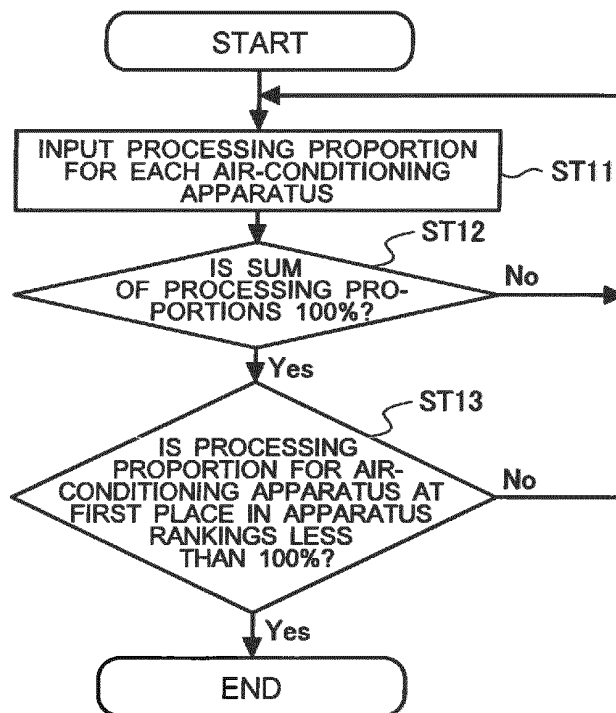 START
INPUT PROCESSING PROPORTION
FOR EACH AIR-CONDITIONING
APPARATUS
ST11
ST12
IS SUM
OF PROCESSING PRO-
PORTIONS 100%?
No
Yes
ST13
IS PROCESSING
PROPORTION FOR AIR-
CONDITIONING APPARATUS AT
FIRST PLACE IN APPARATUS
RANKINGS LESS
THAN 100%?
No
Yes
END